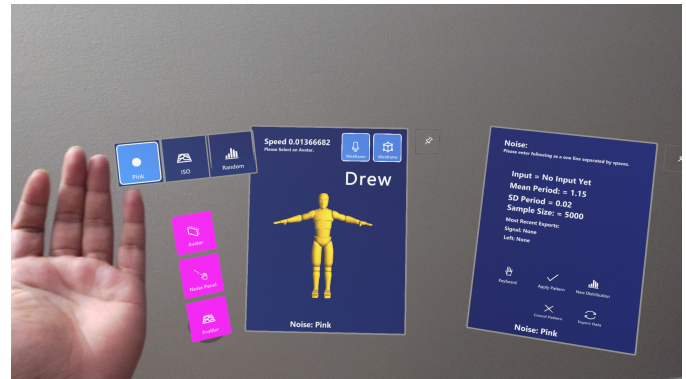 Pink
ISO
Random
Avatar
Noise Panel
Profiler
Speed 0.01366682
Please Select an Avatar.
Wireframe
Wireframe
Drew
Noise: Pink
Noise:
Please enter following as a one line separated by spaces.
Input = No Input Yet
Mean Period: = 1.15
SD Period = 0.02
Sample Size: = 5000
Most Recent Exports:
Signal: None
Left: None
Keyboard
Apply Pattern
New Distribution
Cancel Pattern
Export Data
Noise: Pink